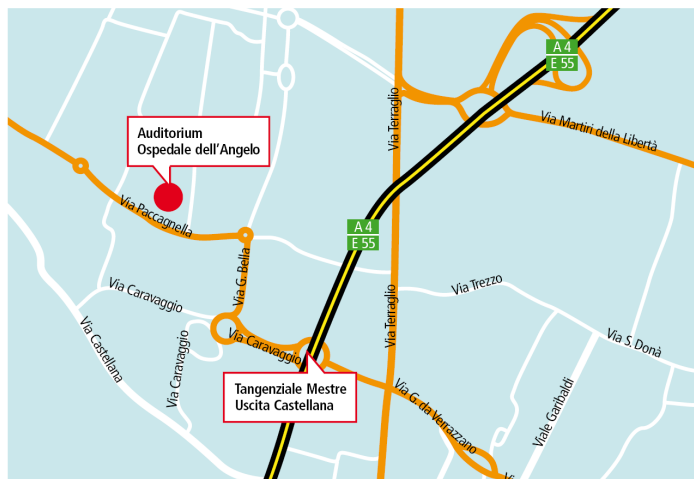 A 4
E 55
Via Terraglio
Via Martiri della Libertà
Auditorium
Ospedale dell'Angelo
Via Paccagnella
A 4
E 55
Via G. Bella
Via Trezzo
Via Caravaggio
Via Terraglio
Via Castellana
Via Caravaggio
Via Caravaggio
Via S. Donà
Tangenziale Mestre
Uscita Castellana
Via G. da Verrazzano
Viale Garibaldi
Vi